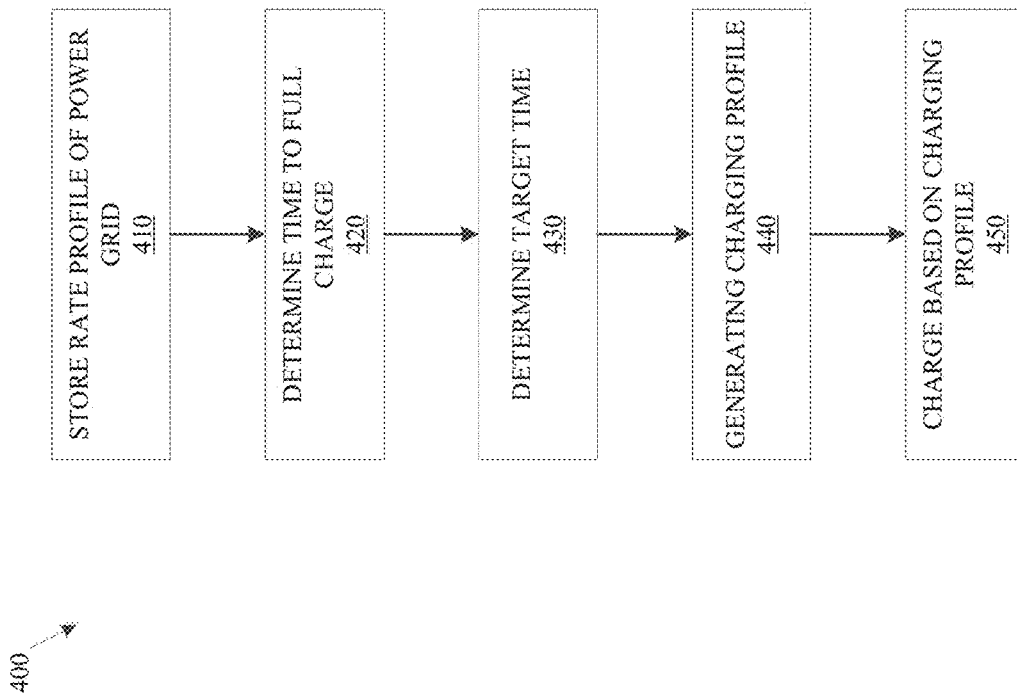 400
STORE RATE PROFILE OF POWER
GRID
410
DETERMINE TIME TO FULL
CHARGE
420
DETERMINE TARGET TIME
430
GENERATING CHARGING PROFILE
440
CHARGE BASED ON CHARGING
PROFILE
450